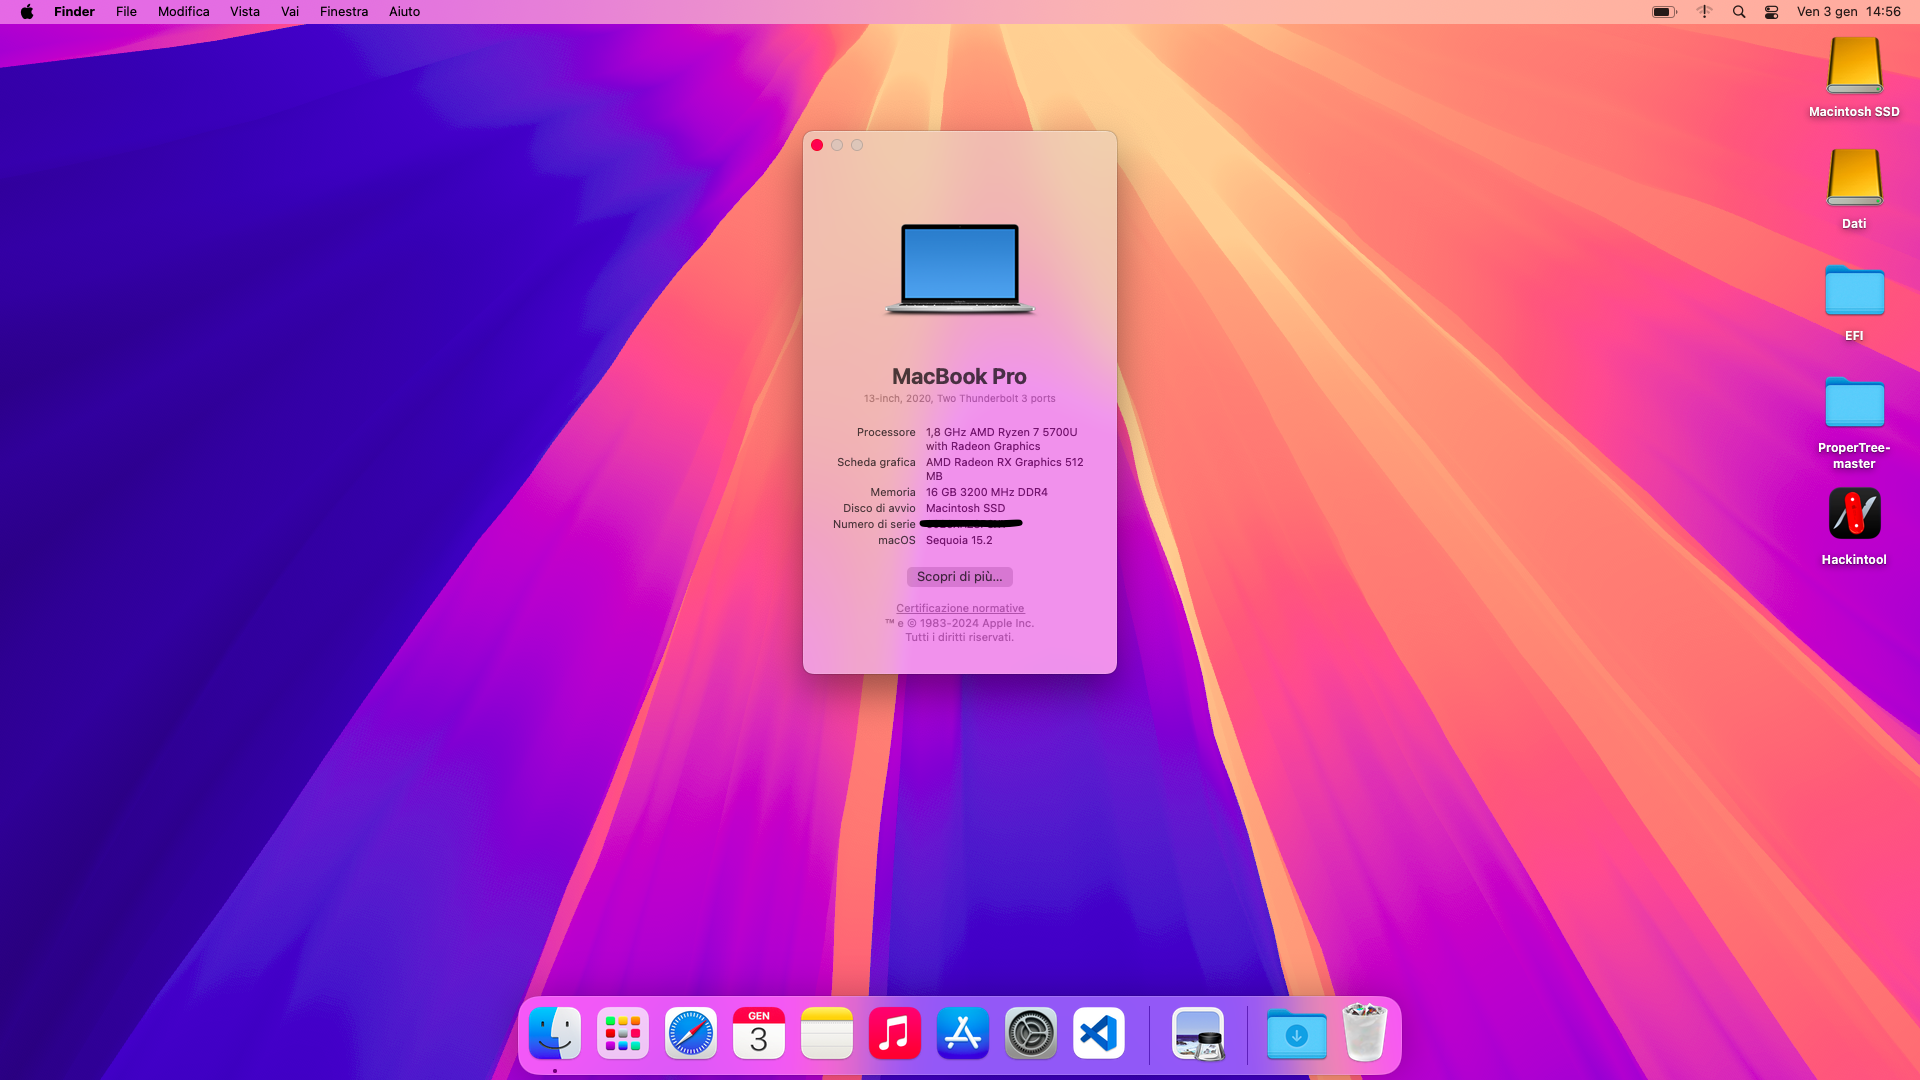 Finder File Modifica Vista Vai Finestra Aiuto
Ven 3 gen 14:56
Macintosh SSD
Dati
EFI
ProperTree-
master
Hackintool
MacBook Pro
13-inch, 2020, Two Thunderbolt 3 ports
Processore 1,8 GHz AMD Ryzen 7 5700U
with Radeon Graphics
Scheda grafica AMD Radeon RX Graphics 512
MB
Memoria 16 GB 3200 MHz DDR4
Disco di avvio Macintosh SSD
Numero di serie
macOS Sequoia 15.2
Scopri di più...
Certificazione normative
™ e © 1983-2024 Apple Inc.
Tutti i diritti riservati.
GEN
3